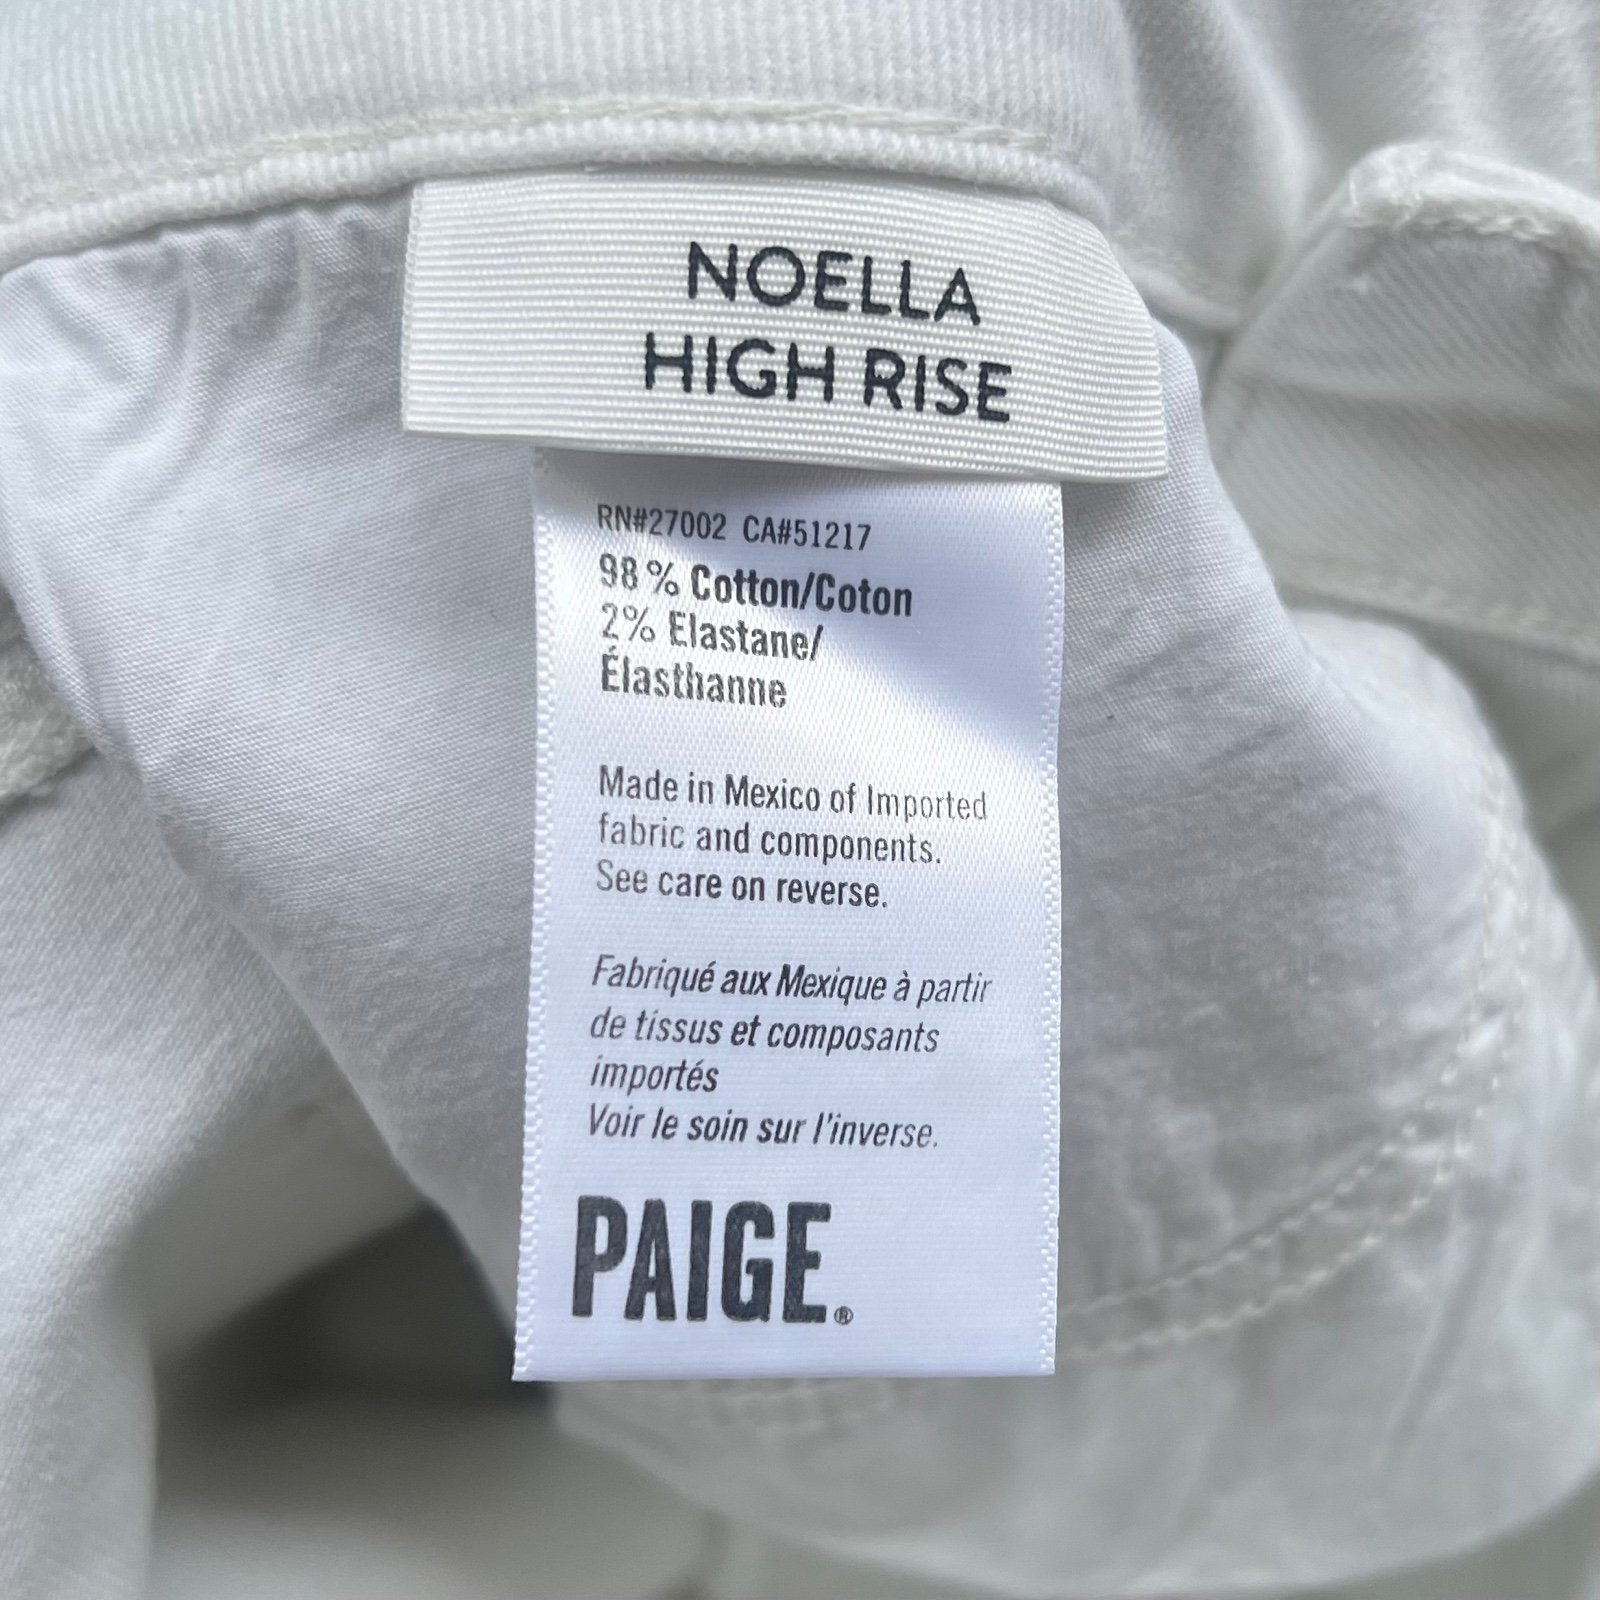 NOELLA
HIGH RISE
RN#27002 CA#51217
98% Cotton/Coton
2% Elastane/
Élasthanne
Made in Mexico of Imported
fabric and components.
See care on reverse.
Fabriqué aux Mexique à partir
de tissus et composants
importés
Voir le soin sur l'inverse.
PAIGE®